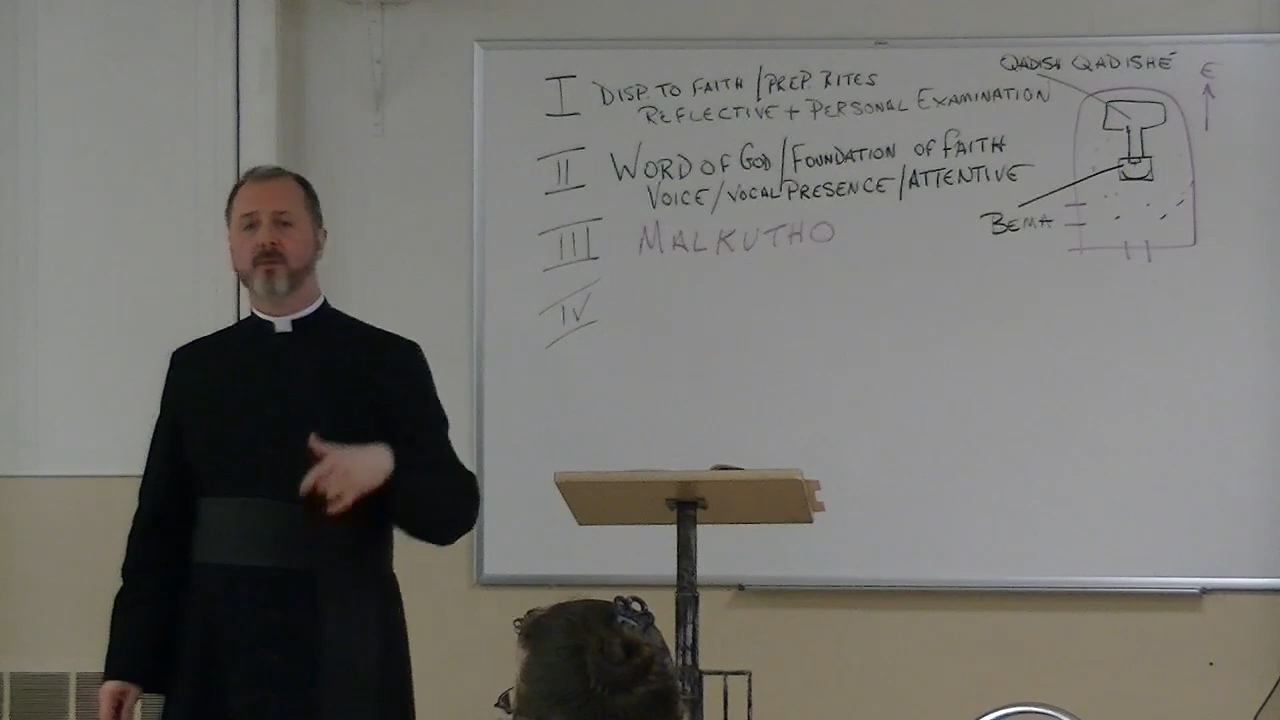 I DISP. TO FAITH / PREP. RITES
REFLECTIVE + PERSONAL EXAMINATION
II WORD OF GOD / FOUNDATION OF FAITH
VOICE / VOCAL PRESENCE / ATTENTIVE
III MALKUTHO
IV
QADISH QADISHÉ
E
BEMA